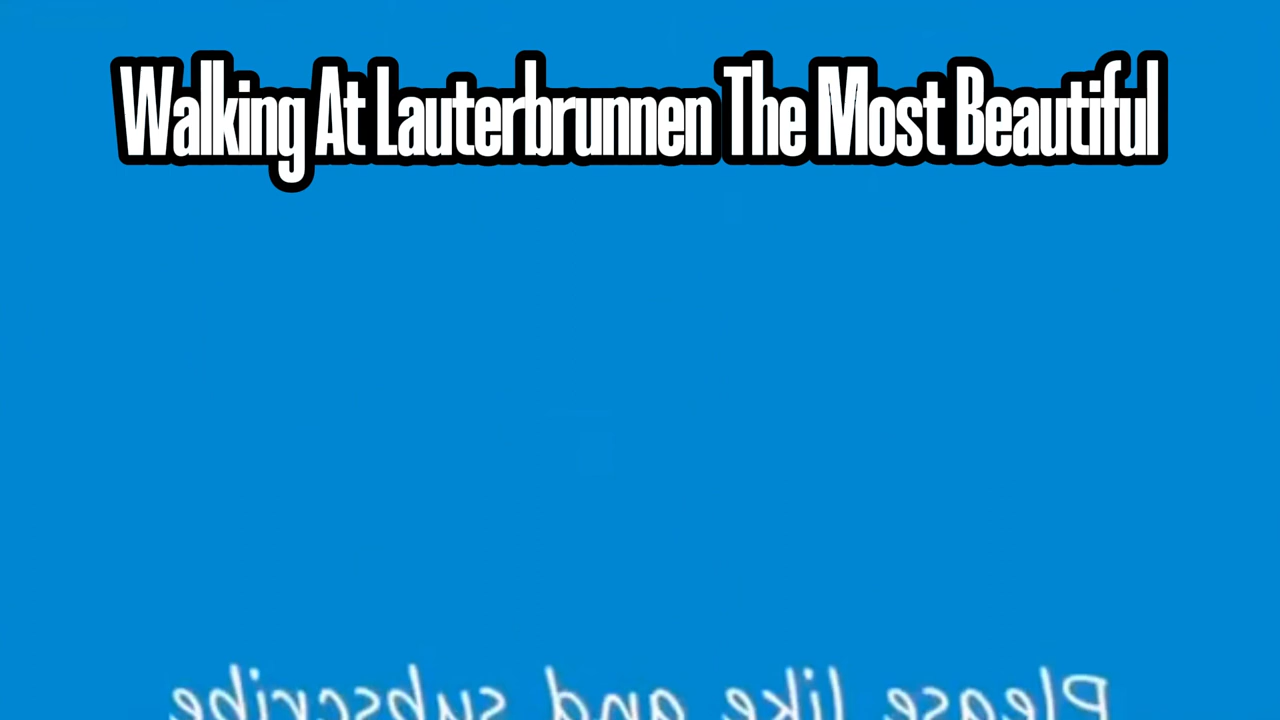 Walking At Lauterbrunnen The Most Beautiful
Please like and subscribe